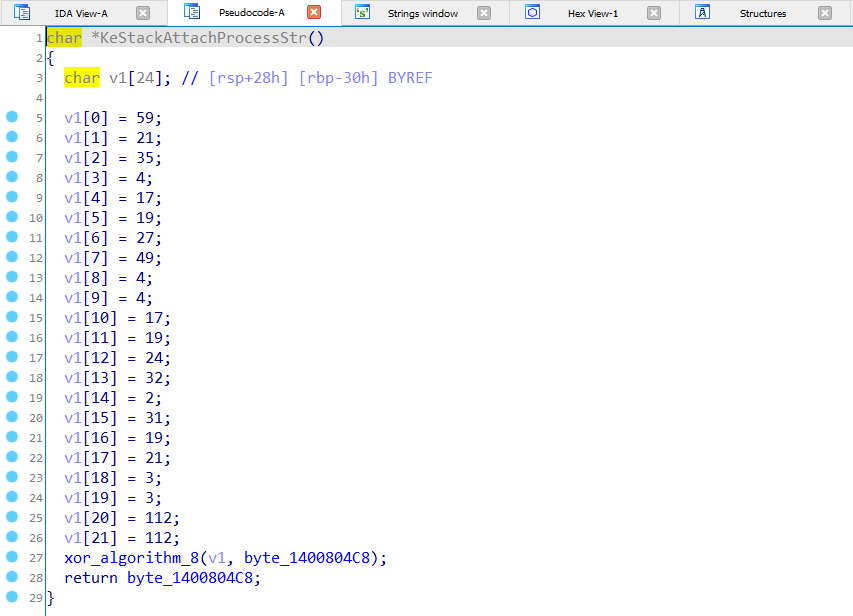 IDA View-A Pseudocode-A Strings window Hex View-1 Structures
1 char *KeStackAttachProcessStr()
2 {
3 char v1[24]; // [rsp+28h] [rbp-30h] BYREF
4
5 v1[0] = 59;
6 v1[1] = 21;
7 v1[2] = 35;
8 v1[3] = 4;
9 v1[4] = 17;
10 v1[5] = 19;
11 v1[6] = 27;
12 v1[7] = 49;
13 v1[8] = 4;
14 v1[9] = 4;
15 v1[10] = 17;
16 v1[11] = 19;
17 v1[12] = 24;
18 v1[13] = 32;
19 v1[14] = 2;
20 v1[15] = 31;
21 v1[16] = 19;
22 v1[17] = 21;
23 v1[18] = 3;
24 v1[19] = 3;
25 v1[20] = 112;
26 v1[21] = 112;
27 xor_algorithm_8(v1, byte_1400804C8);
28 return byte_1400804C8;
29 }